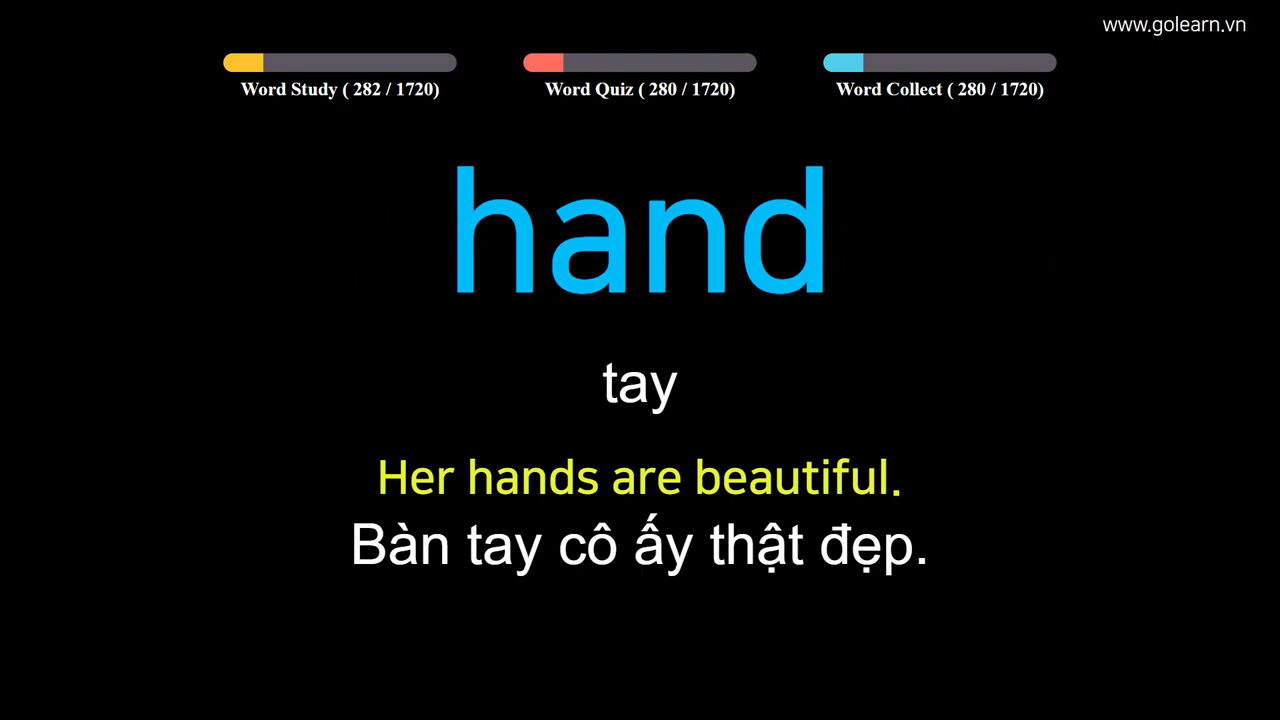 www.golearn.vn
Word Study ( 282 / 1720)
Word Quiz ( 280 / 1720)
Word Collect ( 280 / 1720)
hand
tay
Her hands are beautiful.
Bàn tay cô ấy thật đẹp.